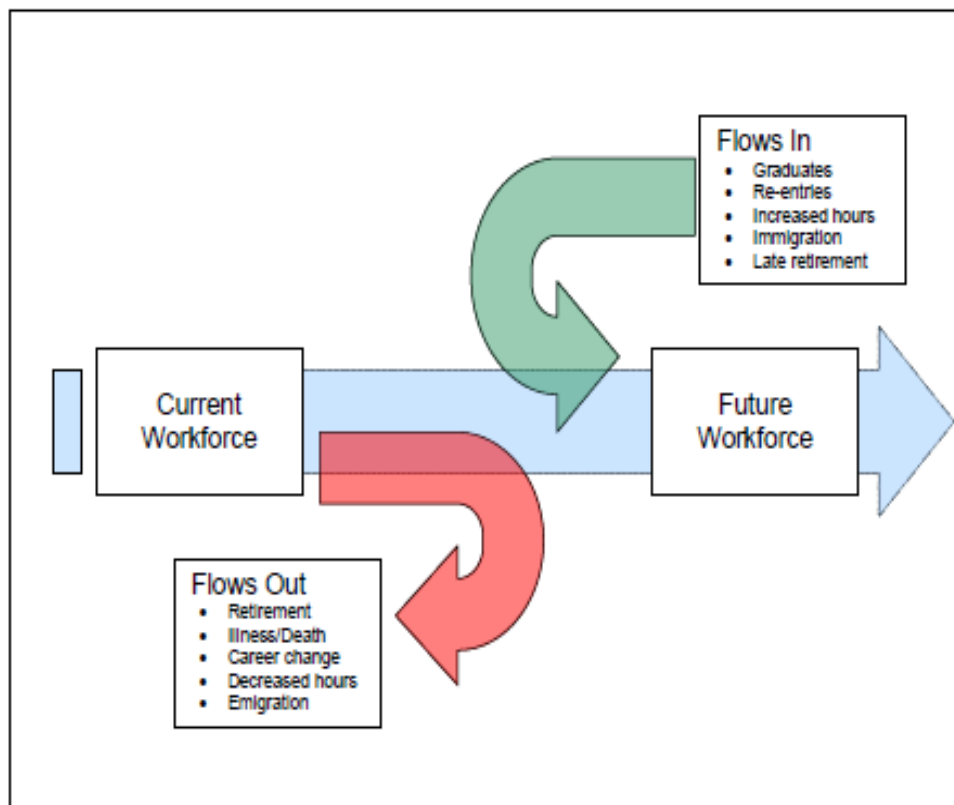 Flows In
• Graduates
• Re-entries
• Increased hours
• Immigration
• Late retirement
Current
Workforce
Future
Workforce
Flows Out
• Retirement
• Illness/Death
• Career change
• Decreased hours
• Emigration